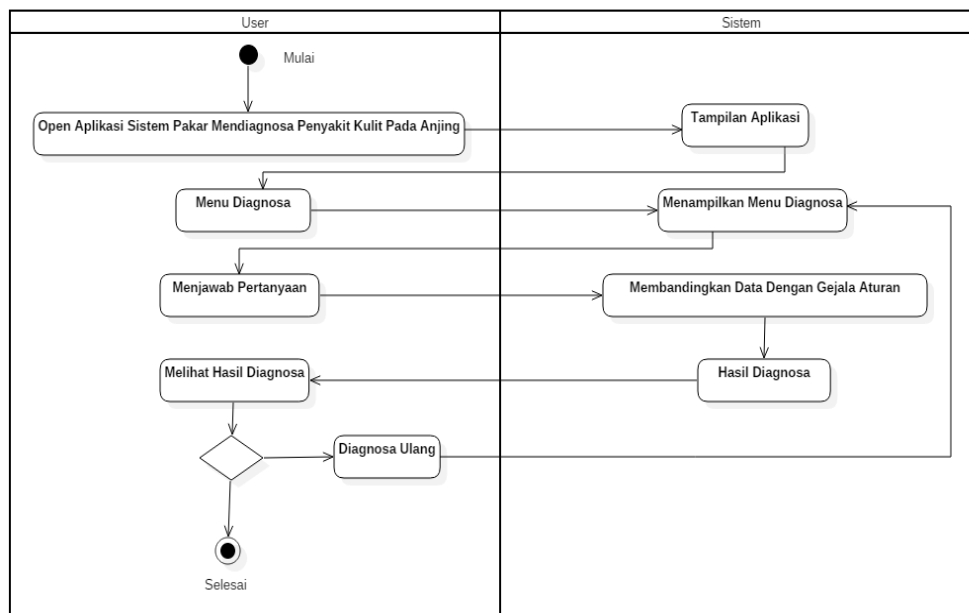 User
Sistem
Mulai
Open Aplikasi Sistem Pakar Mendiagnosa Penyakit Kulit Pada Anjing
Tampilan Aplikasi
Menu Diagnosa
Menampilkan Menu Diagnosa
Menjawab Pertanyaan
Membandingkan Data Dengan Gejala Aturan
Melihat Hasil Diagnosa
Hasil Diagnosa
Diagnosa Ulang
Selesai